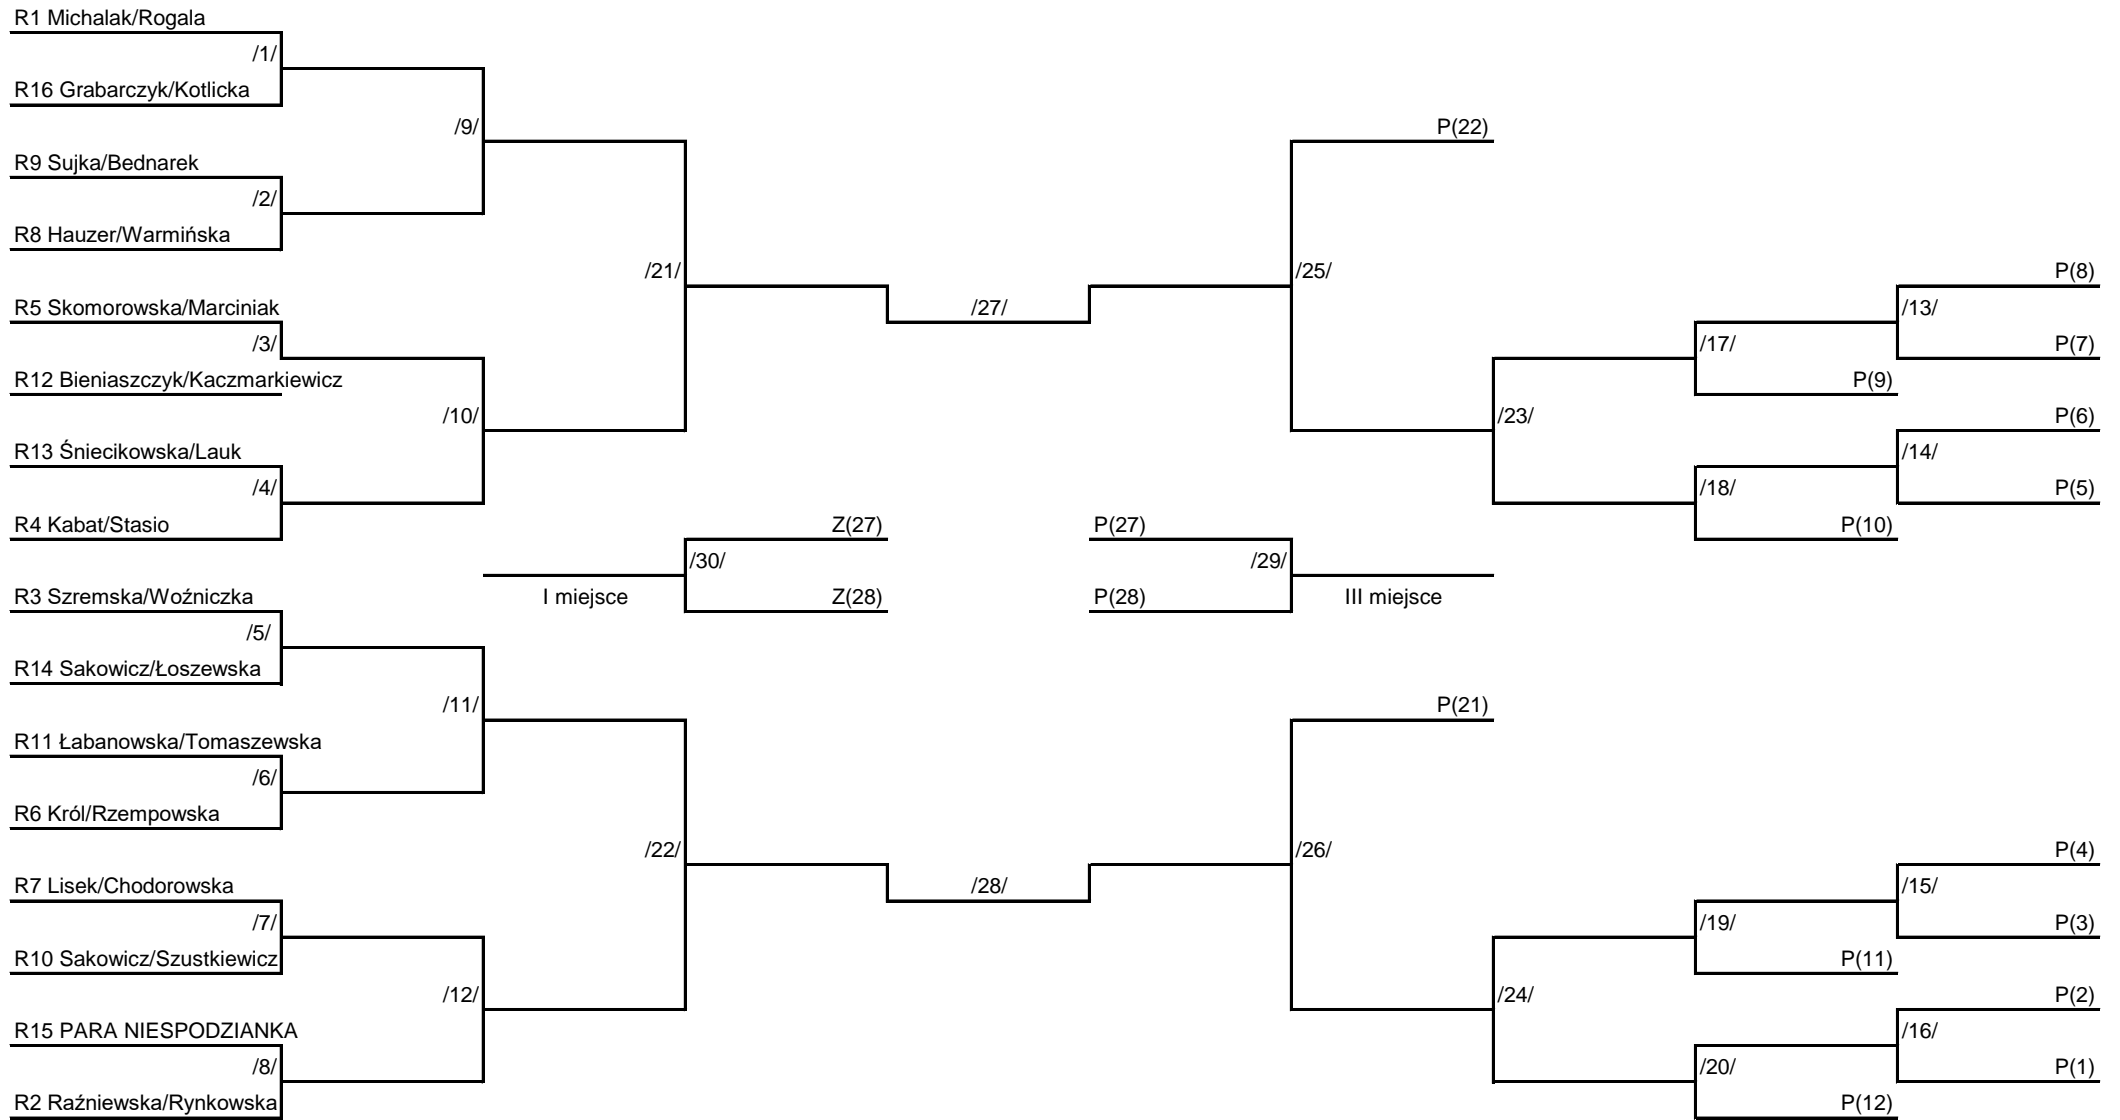 R1 Michalak/Rogala
/1/
R16 Grabarczyk/Kotlicka
/9/
P(22)
R9 Sujka/Bednarek
/2/
R8 Hauzer/Warmińska
/21/
/25/
P(8)
R5 Skomorowska/Marciniak
/27/
/13/
/3/
/17/
P(7)
R12 Bieniaszczyk/Kaczmarkiewicz
P(9)
/10/
/23/
P(6)
R13 Śniecikowska/Lauk
/14/
/4/
/18/
P(5)
R4 Kabat/Stasio
Z(27)
P(27)
P(10)
/30/
/29/
R3 Szremska/Woźniczka
I miejsce
Z(28)
P(28)
III miejsce
/5/
R14 Sakowicz/Łoszewska
/11/
P(21)
R11 Łabanowska/Tomaszewska
/6/
R6 Król/Rzempowska
/22/
/26/
P(4)
R7 Lisek/Chodorowska
/28/
/15/
/7/
/19/
P(3)
R10 Sakowicz/Szustkiewicz
P(11)
/12/
/24/
P(2)
R15 PARA NIESPODZIANKA
/16/
/8/
/20/
P(1)
R2 Raźniewska/Rynkowska
P(12)